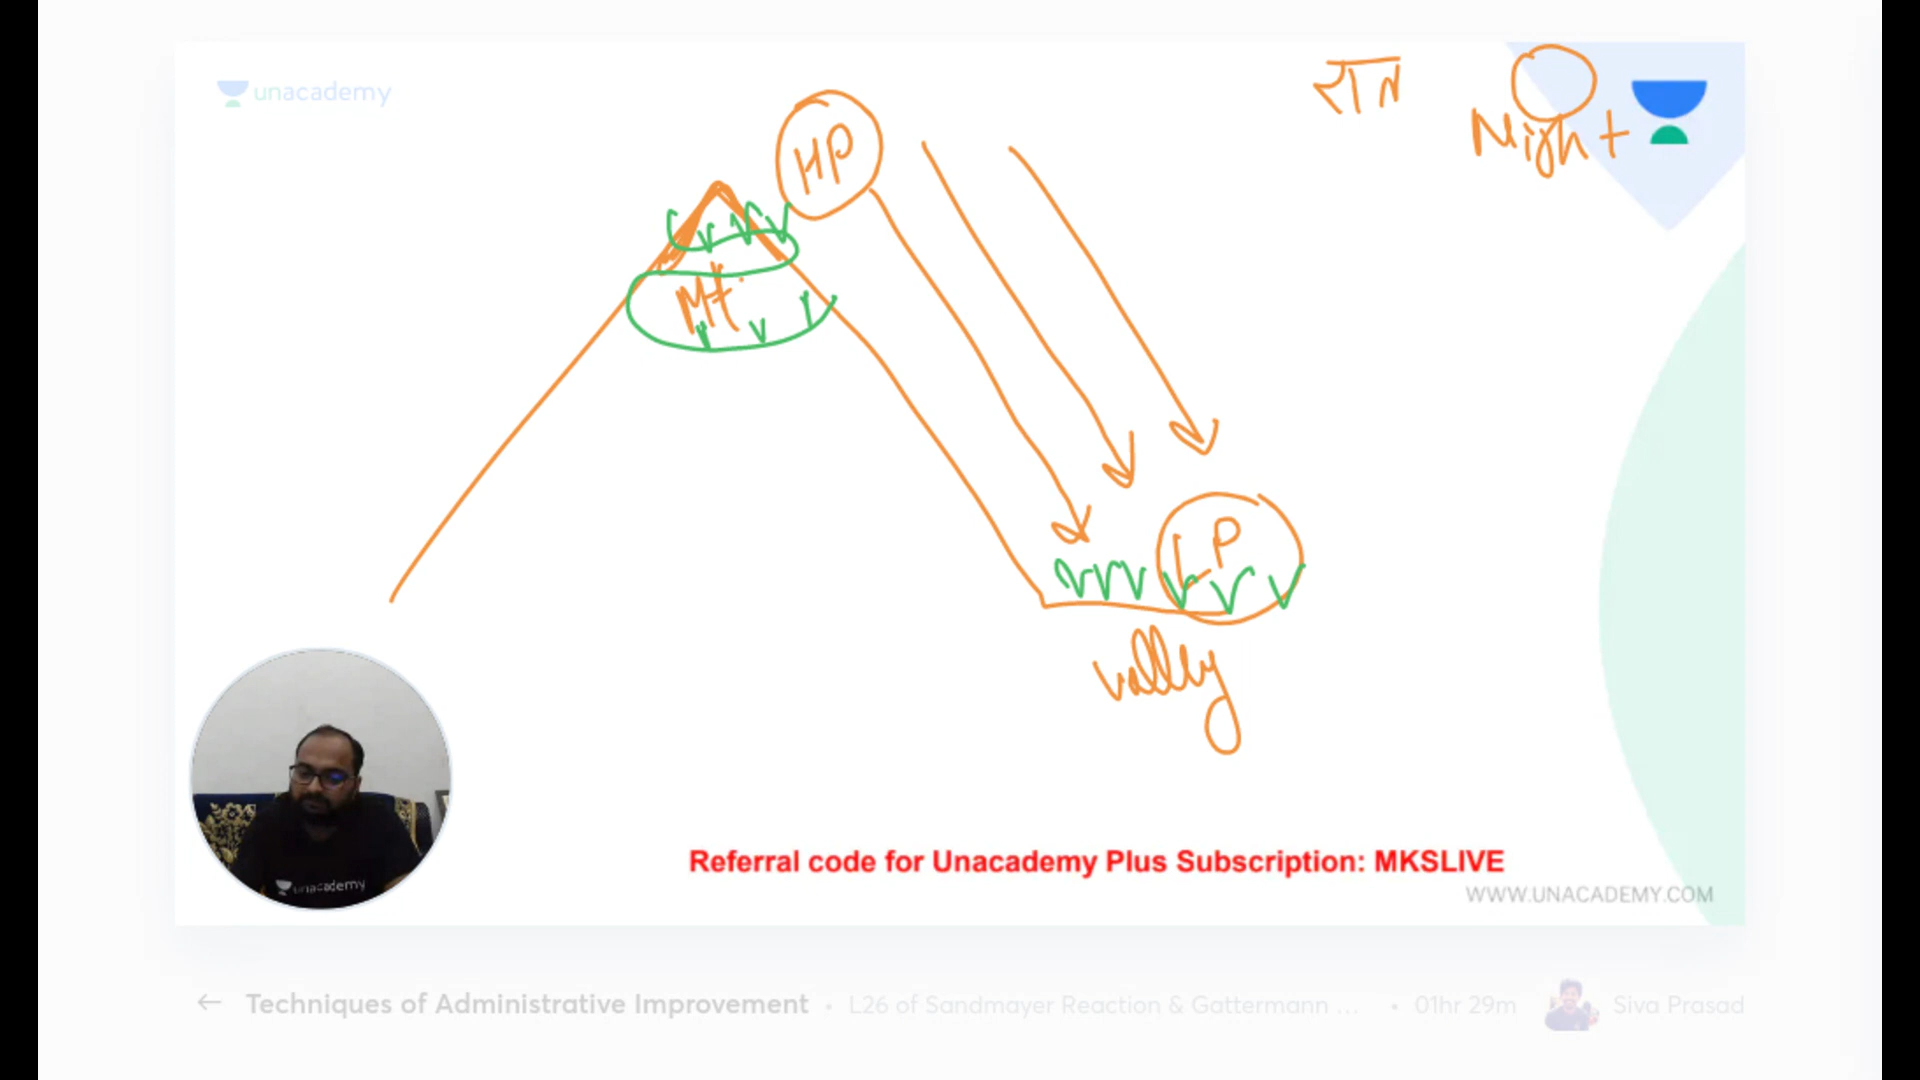 unacademy
रात
Night
HP
Mt.
LP
valley
unacademy
Referral code for Unacademy Plus Subscription: MKSLIVE
WWW.UNACADEMY.COM
← Techniques of Administrative Improvement • L26 of Sandmayer Reaction & Gattermann ... • 01hr 29m Siva Prasad